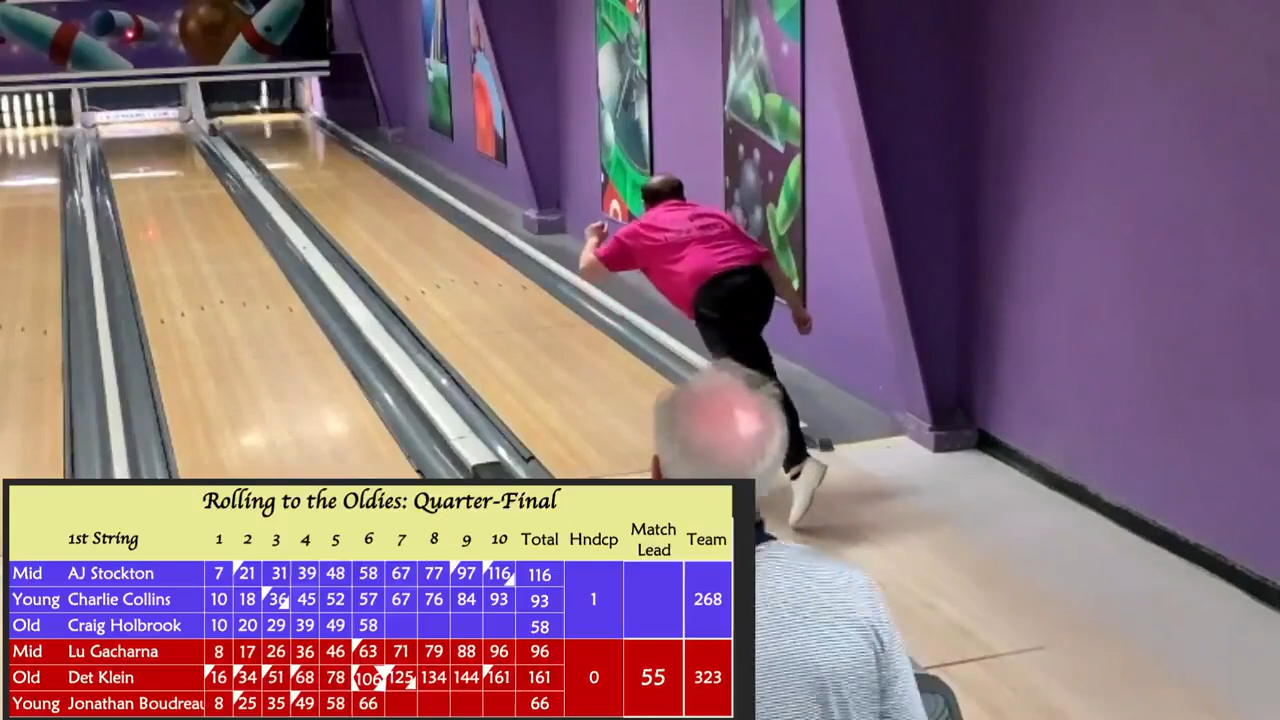 Rolling to the Oldies: Quarter-Final
1st String 1 2 3 4 5 6 7 8 9 10 Total Hndcp Match Lead Team
Mid AJ Stockton 7 21 31 39 48 58 67 77 97 116 116
Young Charlie Collins 10 18 36 45 52 57 67 76 84 93 93 1 268
Old Craig Holbrook 10 20 29 39 49 58 58
Mid Lu Gacharna 8 17 26 36 46 63 71 79 88 96 96
Old Det Klein 16 34 51 68 78 106 125 134 144 161 161 0 55 323
Young Jonathan Boudreau 8 25 35 49 58 66 66